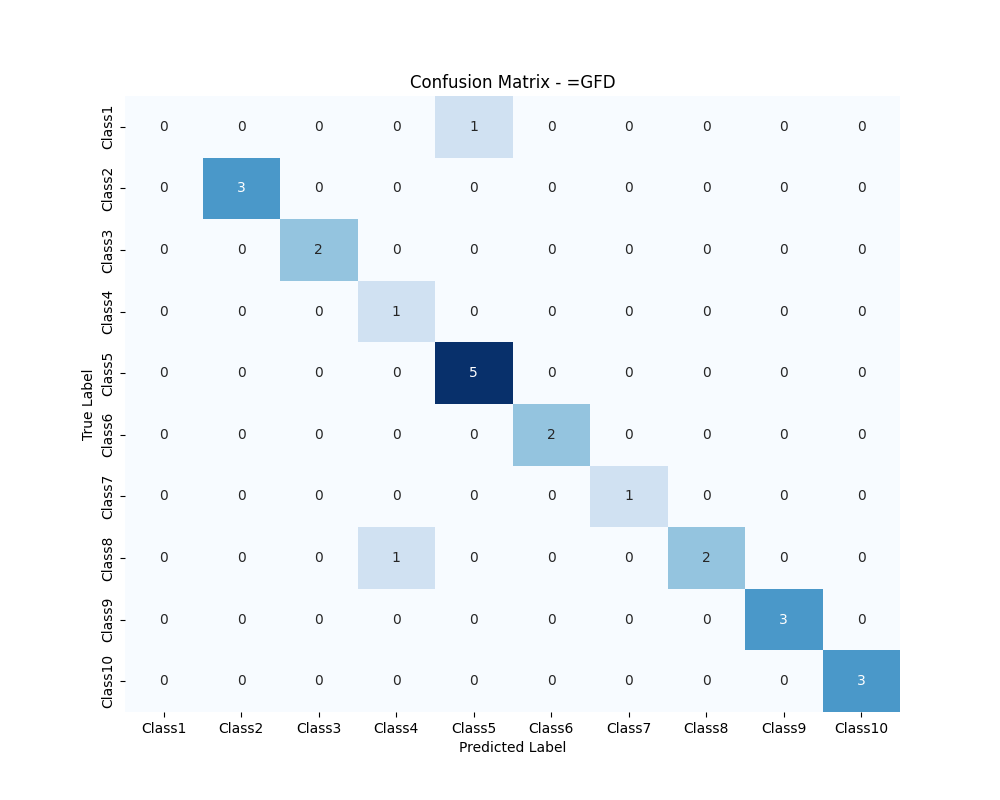 Confusion Matrix - =GFD
True Label
Class1 0 0 0 0 1 0 0 0 0 0
Class2 0 3 0 0 0 0 0 0 0 0
Class3 0 0 2 0 0 0 0 0 0 0
Class4 0 0 0 1 0 0 0 0 0 0
Class5 0 0 0 0 5 0 0 0 0 0
Class6 0 0 0 0 0 2 0 0 0 0
Class7 0 0 0 0 0 0 1 0 0 0
Class8 0 0 0 1 0 0 0 2 0 0
Class9 0 0 0 0 0 0 0 0 3 0
Class10 0 0 0 0 0 0 0 0 0 3
Class1 Class2 Class3 Class4 Class5 Class6 Class7 Class8 Class9 Class10
Predicted Label